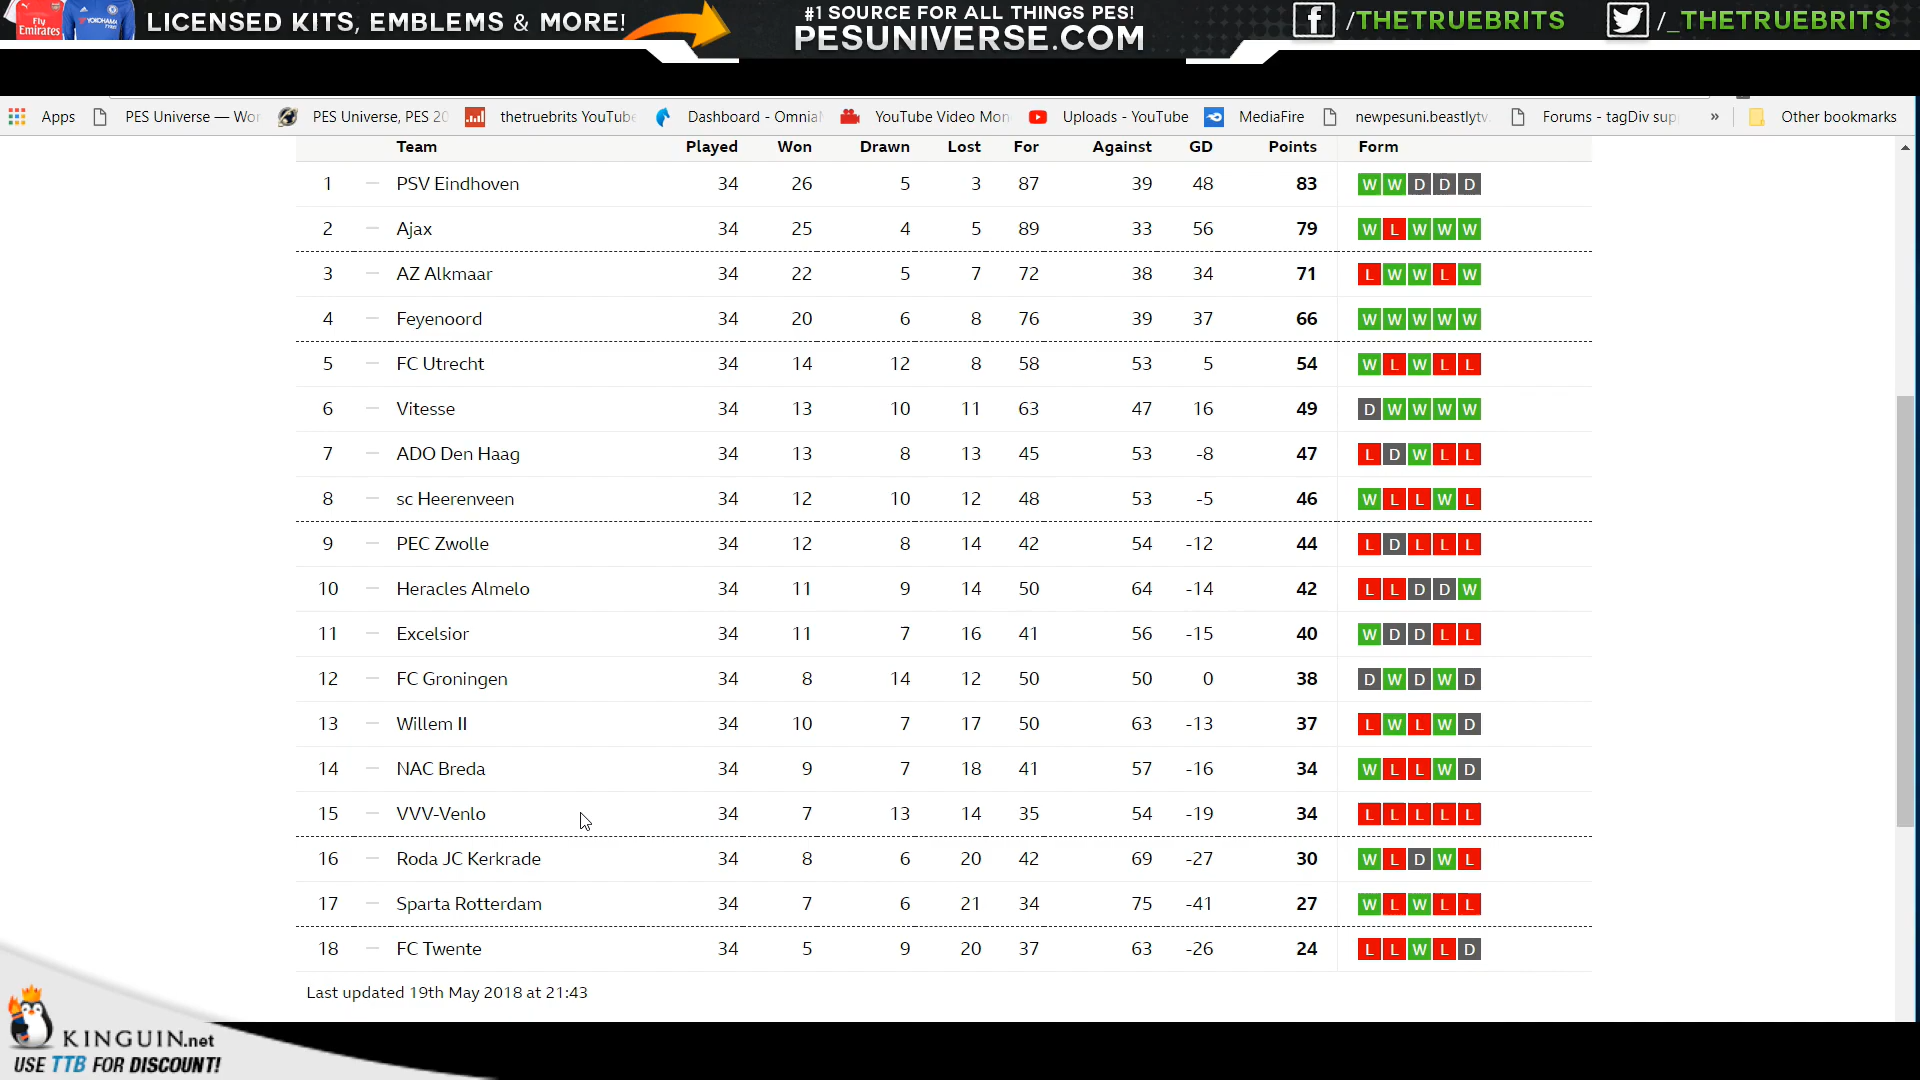 Fly
Emirates
YOKOHAMA
LICENSED KITS, EMBLEMS & MORE!
#1 SOURCE FOR ALL THINGS PES!
PESUNIVERSE.COM
f /THETRUEBRITS
/_THETRUEBRITS
Apps PES Universe — Wor PES Universe, PES 20 thetruebrits YouTube Dashboard - Omnia YouTube Video Mon Uploads - YouTube MediaFire newpesuni.beastlytv. Forums - tagDiv sup » Other bookmarks
Team Played Won Drawn Lost For Against GD Points Form
1 — PSV Eindhoven 34 26 5 3 87 39 48 83 W W D D D
2 — Ajax 34 25 4 5 89 33 56 79 W L W W W
3 — AZ Alkmaar 34 22 5 7 72 38 34 71 L W W L W
4 — Feyenoord 34 20 6 8 76 39 37 66 W W W W W
5 — FC Utrecht 34 14 12 8 58 53 5 54 W L W L L
6 — Vitesse 34 13 10 11 63 47 16 49 D W W W W
7 — ADO Den Haag 34 13 8 13 45 53 -8 47 L D W L L
8 — sc Heerenveen 34 12 10 12 48 53 -5 46 W L L W L
9 — PEC Zwolle 34 12 8 14 42 54 -12 44 L D L L L
10 — Heracles Almelo 34 11 9 14 50 64 -14 42 L L D D W
11 — Excelsior 34 11 7 16 41 56 -15 40 W D D L L
12 — FC Groningen 34 8 14 12 50 50 0 38 D W D W D
13 — Willem II 34 10 7 17 50 63 -13 37 L W L W D
14 — NAC Breda 34 9 7 18 41 57 -16 34 W L L W D
15 — VVV-Venlo 34 7 13 14 35 54 -19 34 L L L L L
16 — Roda JC Kerkrade 34 8 6 20 42 69 -27 30 W L D W L
17 — Sparta Rotterdam 34 7 6 21 34 75 -41 27 W L W L L
18 — FC Twente 34 5 9 20 37 63 -26 24 L L W L D
Last updated 19th May 2018 at 21:43
KINGUIN.net
USE TTB FOR DISCOUNT!